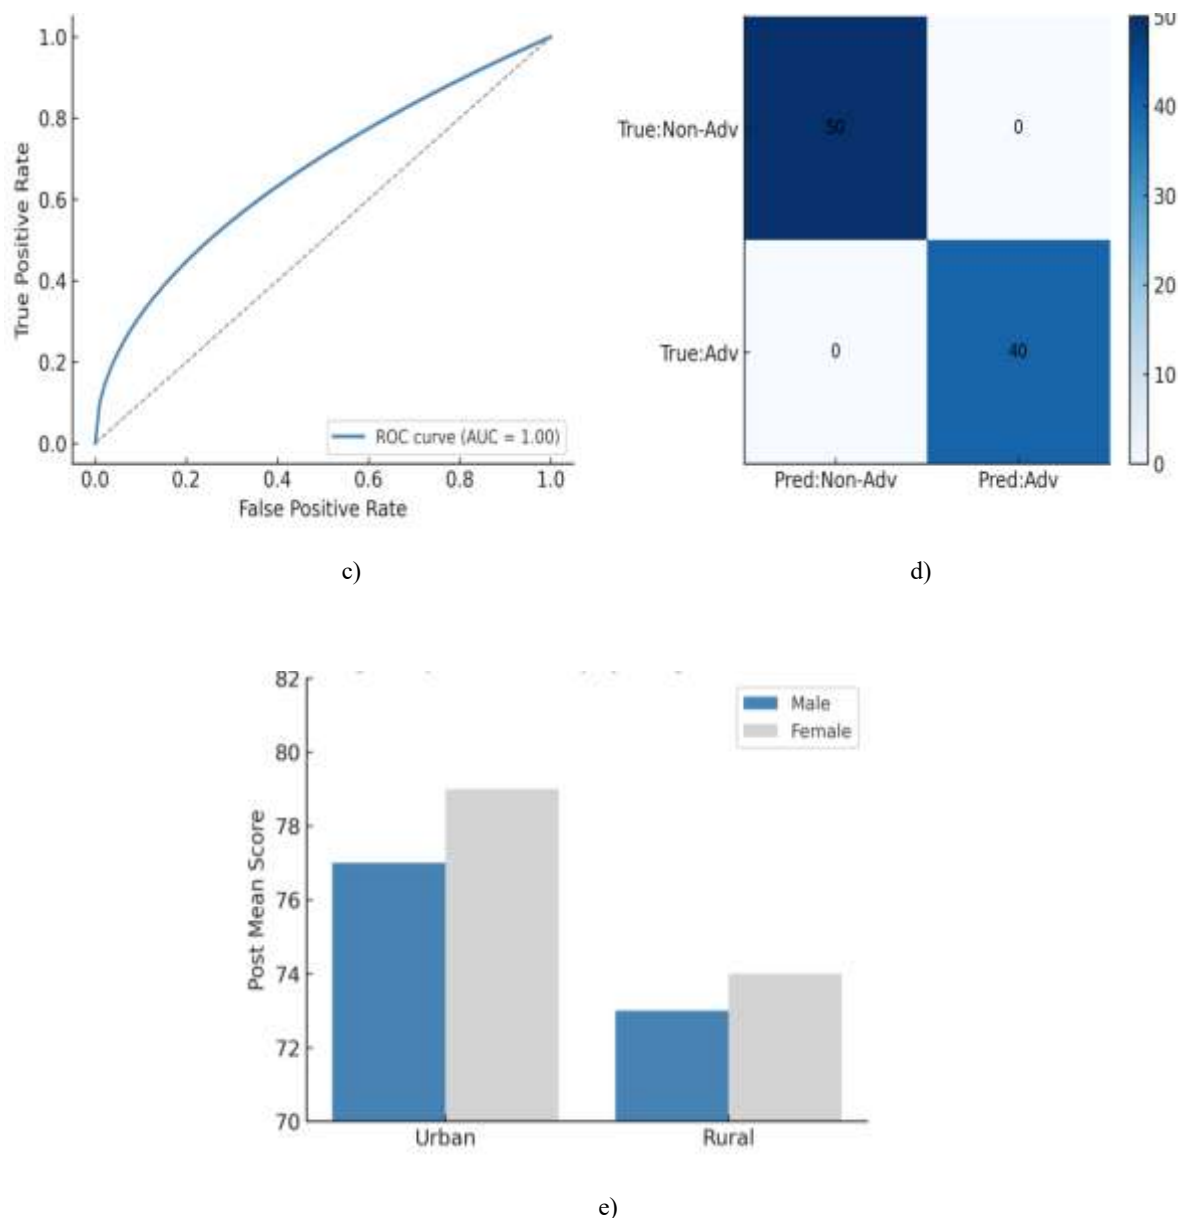 1.0
0.8
0.6
0.4
0.2
0.0
True Positive Rate
0.0 0.2 0.4 0.6 0.8 1.0
False Positive Rate
ROC curve (AUC = 1.00)
c)
True:Non-Adv
True:Adv
50 0
0 40
Pred:Non-Adv Pred:Adv
50
40
30
20
10
0
d)
82
80
78
76
74
72
70
Post Mean Score
Male
Female
Urban Rural
e)